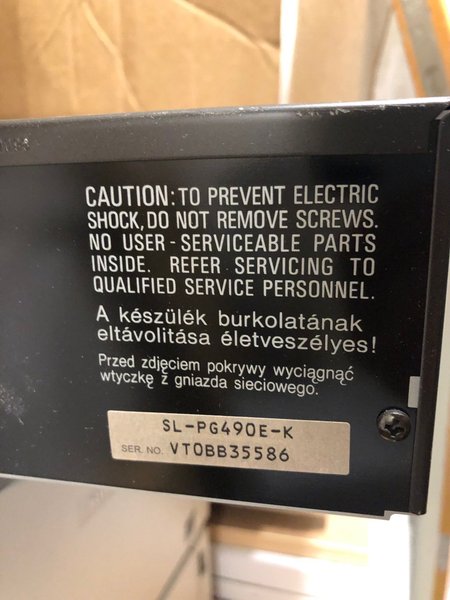 CAUTION: TO PREVENT ELECTRIC
SHOCK, DO NOT REMOVE SCREWS.
NO USER-SERVICEABLE PARTS
INSIDE. REFER SERVICING TO
QUALIFIED SERVICE PERSONNEL.
A készülék burkolatának
eltávolitása életveszélyes!
Przed zdjęciem pokrywy wyciągnąć
wtyczkę z gniazda sieciowego.
SL-PG490E-K
SER. NO. VT0BB35586